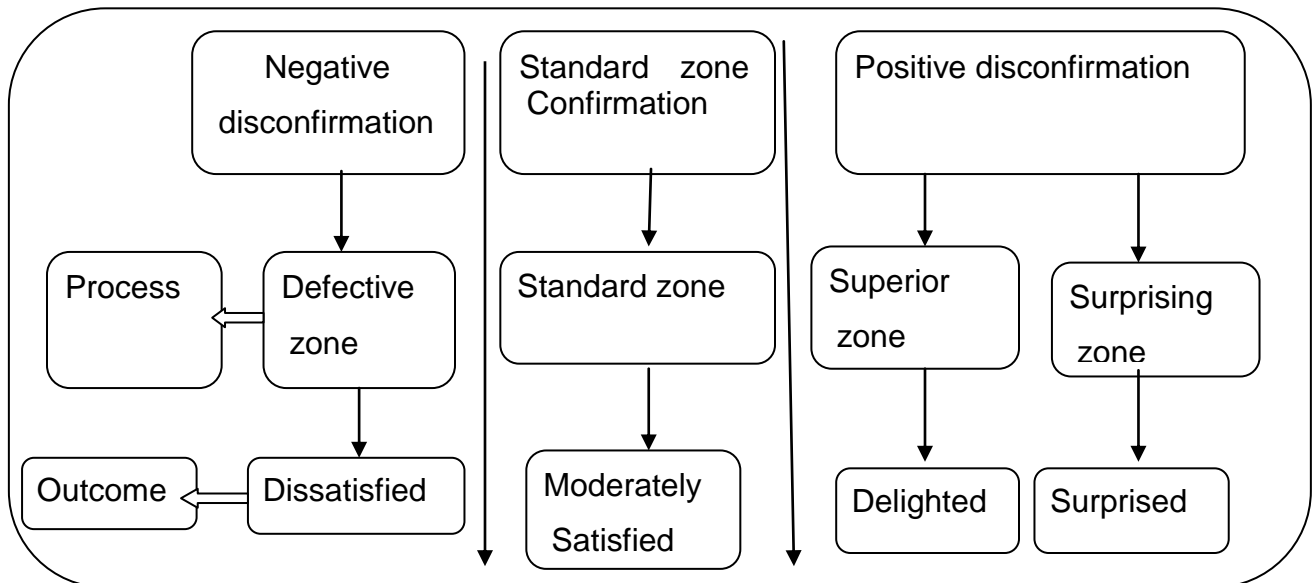 Negative
disconfirmation
Standard zone
Confirmation
Positive disconfirmation
Process
Defective
zone
Standard zone
Superior
zone
Surprising
zone
Outcome
Dissatisfied
Moderately
Satisfied
Delighted
Surprised